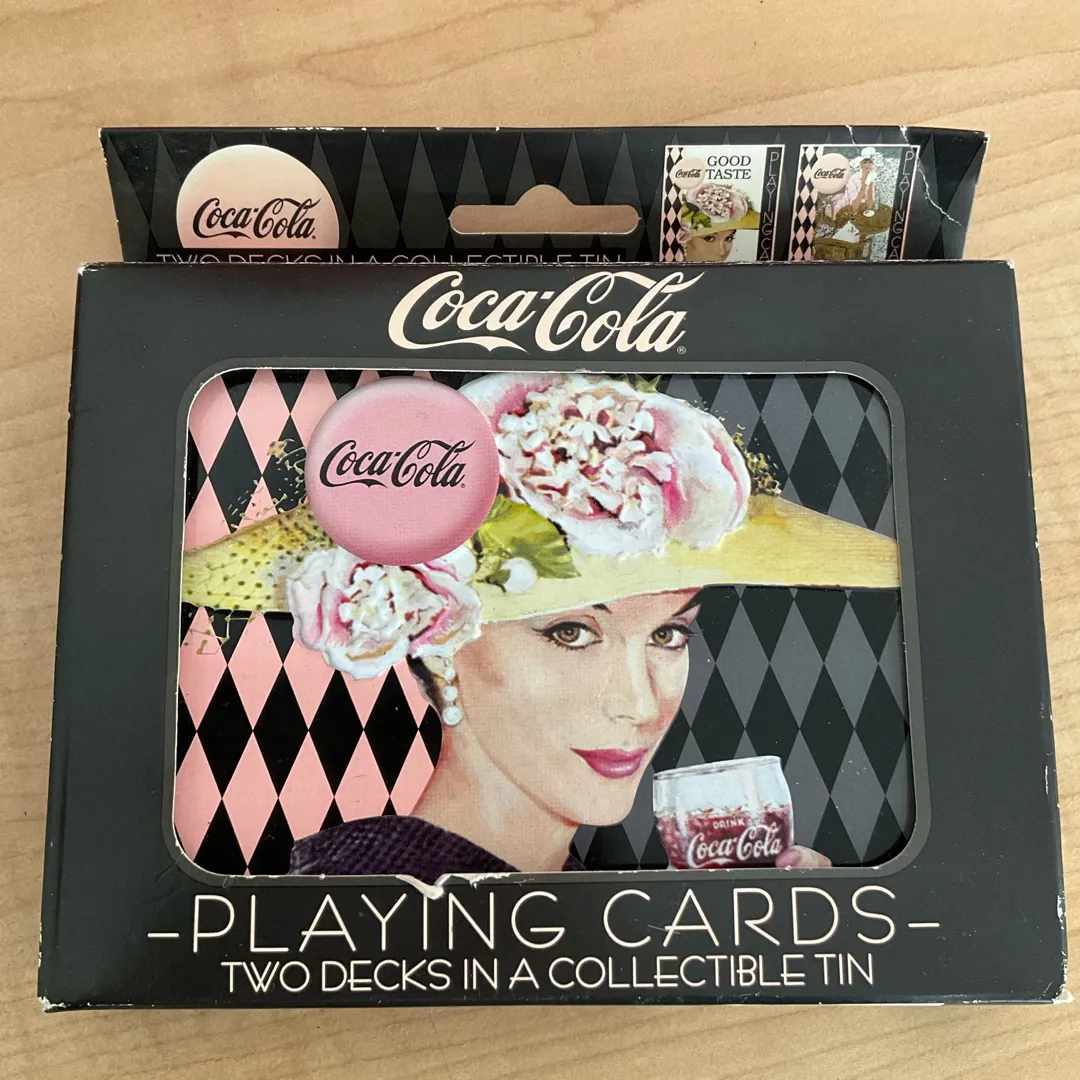 Coca-Cola
TWO DECKS IN A COLLECTIBLE TIN
Coca-Cola
GOOD
TASTE
PLAYING CA
Coca-Cola
PLAYING CA
Coca-Cola®
Coca-Cola
DRINK
Coca-Cola
-PLAYING CARDS-
TWO DECKS IN A COLLECTIBLE TIN